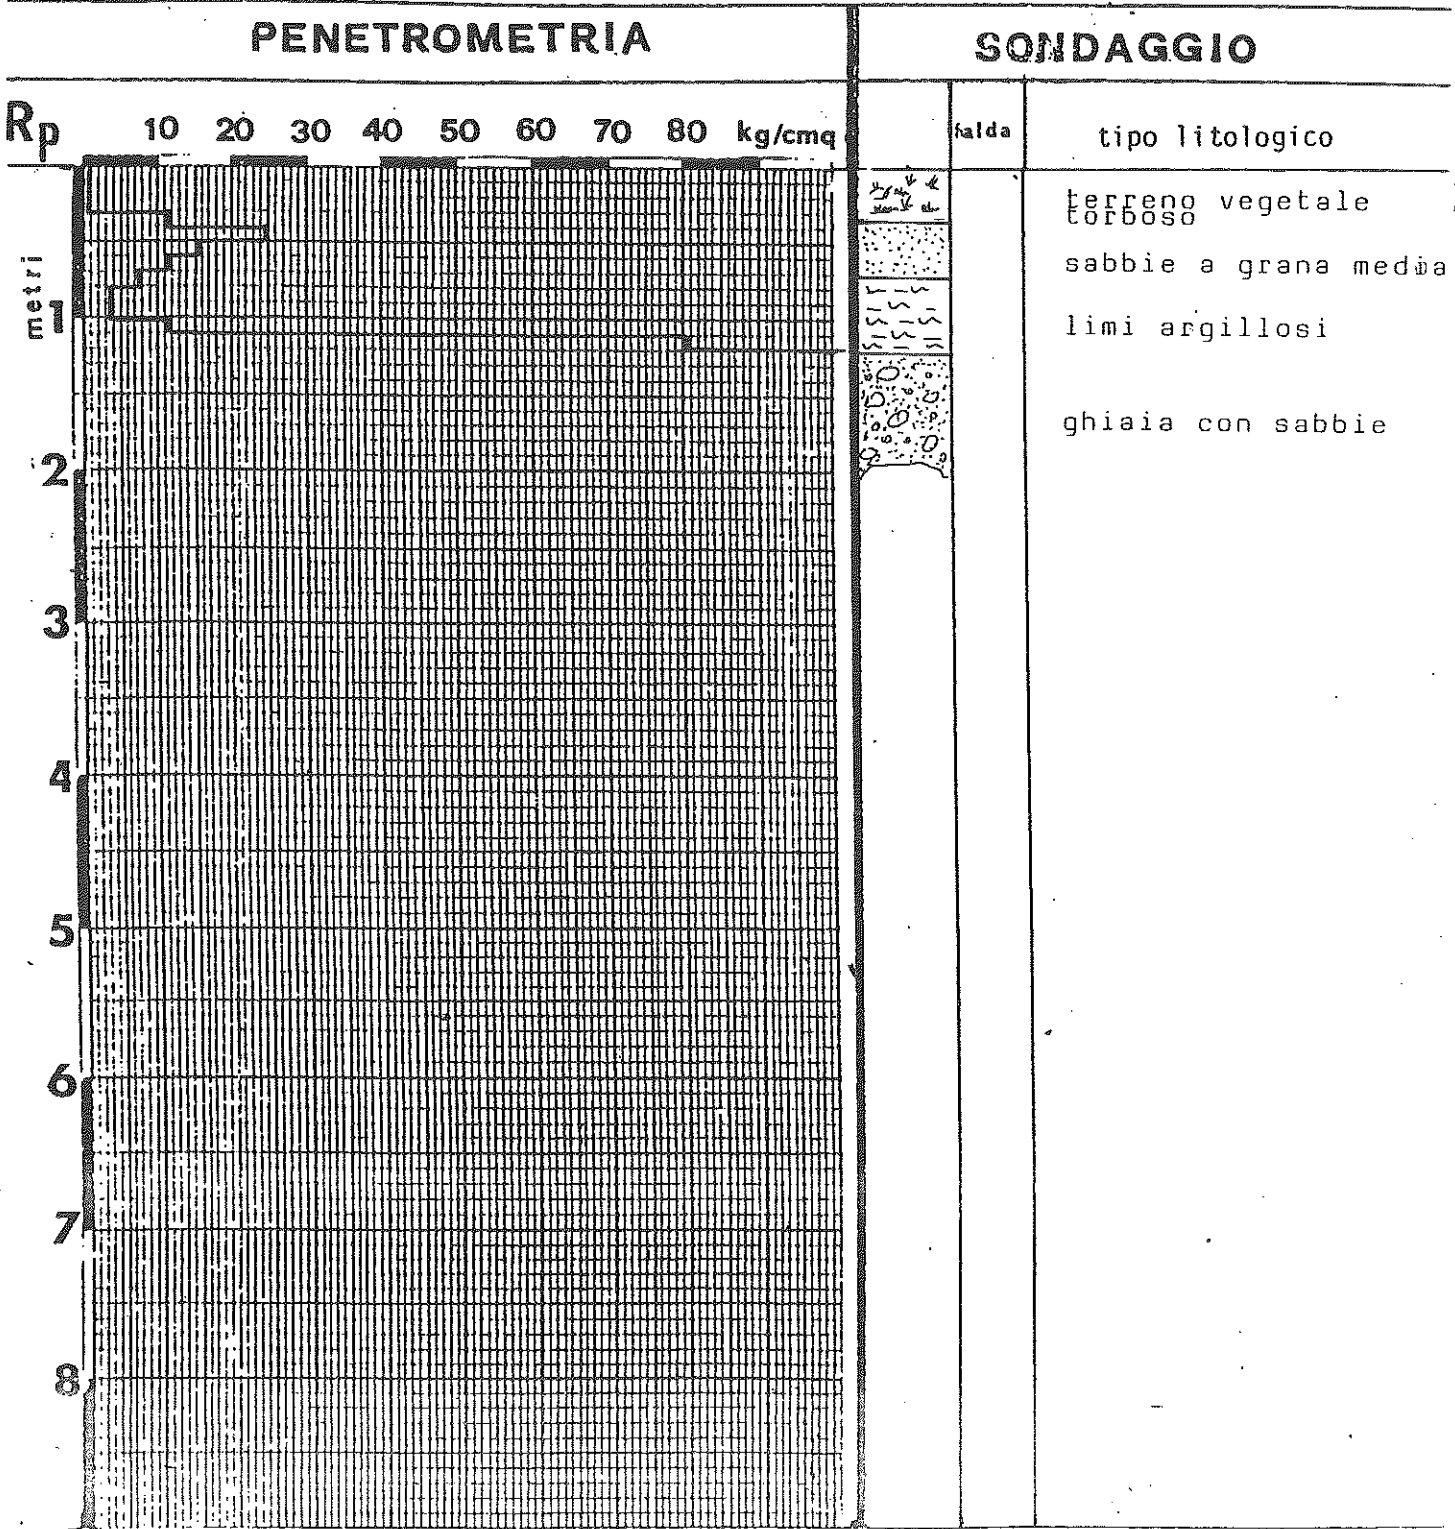 PENETROMETRIA
SONDAGGIO
Rp 10 20 30 40 50 60 70 80 kg/cmq
falda
tipo litologico
metri
terreno vegetale
torboso
sabbie a grana media
limi argillosi
ghiaia con sabbie
1
2
3
4
5
6
7
8